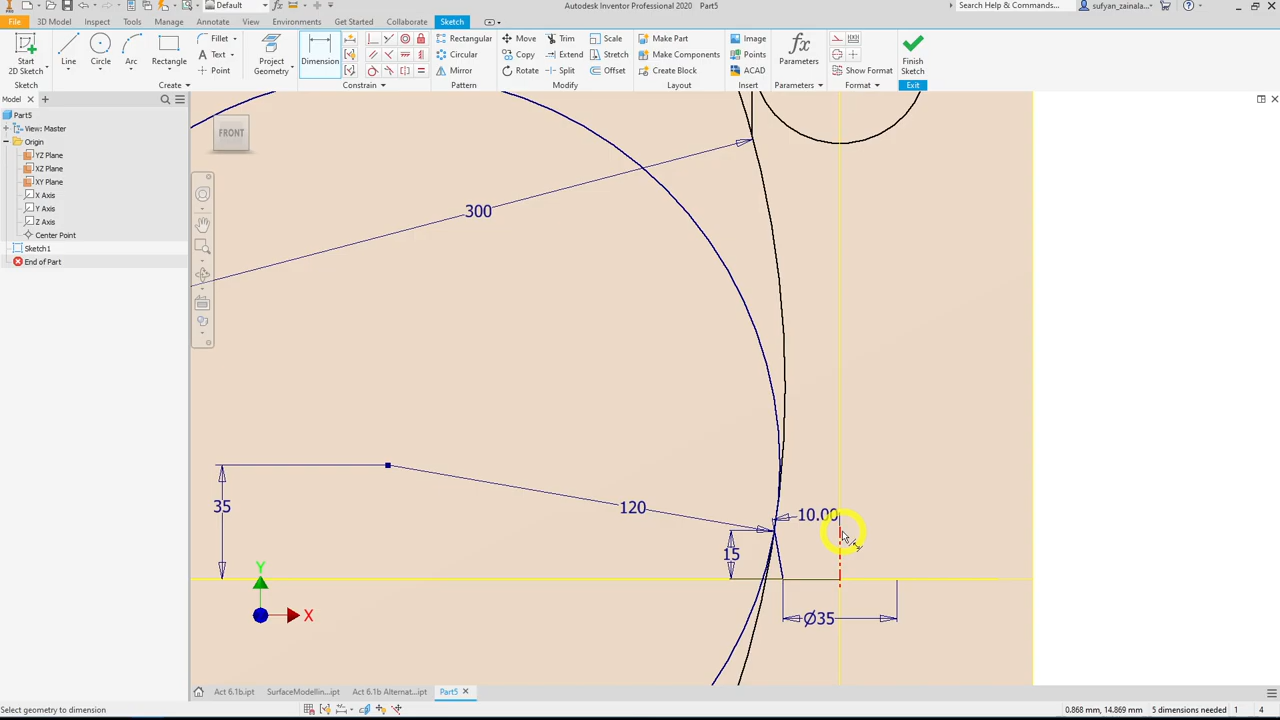 Default
Autodesk Inventor Professional 2020 Part5
Search Help & Commands...
sufyan_zainala...
File 3D Model Sketch Inspect Tools Manage View Environments Get Started Collaborate Sketch
Start 2D Sketch
Line
Circle
Arc
Rectangle
Fillet
Text
Point
Project Geometry
Dimension
Rectangular
Circular
Mirror
Move
Copy
Rotate
Trim
Extend
Split
Scale
Stretch
Offset
Make Part
Make Components
Create Block
Image
Points
ACAD
Parameters
Show Format
Finish Sketch
Sketch Create Constrain Pattern Modify Layout Insert Parameters Format Exit
Model
Part5
View: Master
Origin
YZ Plane
XZ Plane
XY Plane
X Axis
Y Axis
Z Axis
Center Point
Sketch1
End of Part
FRONT
300
35
120
10.00
15
Ø35
Y
X
Act 6.1b.ipt SurfaceModellin...ipt Act 6.1b Alternat...ipt Part5
Select geometry to dimension
0.868 mm, 14.869 mm 5 dimensions needed 1 4